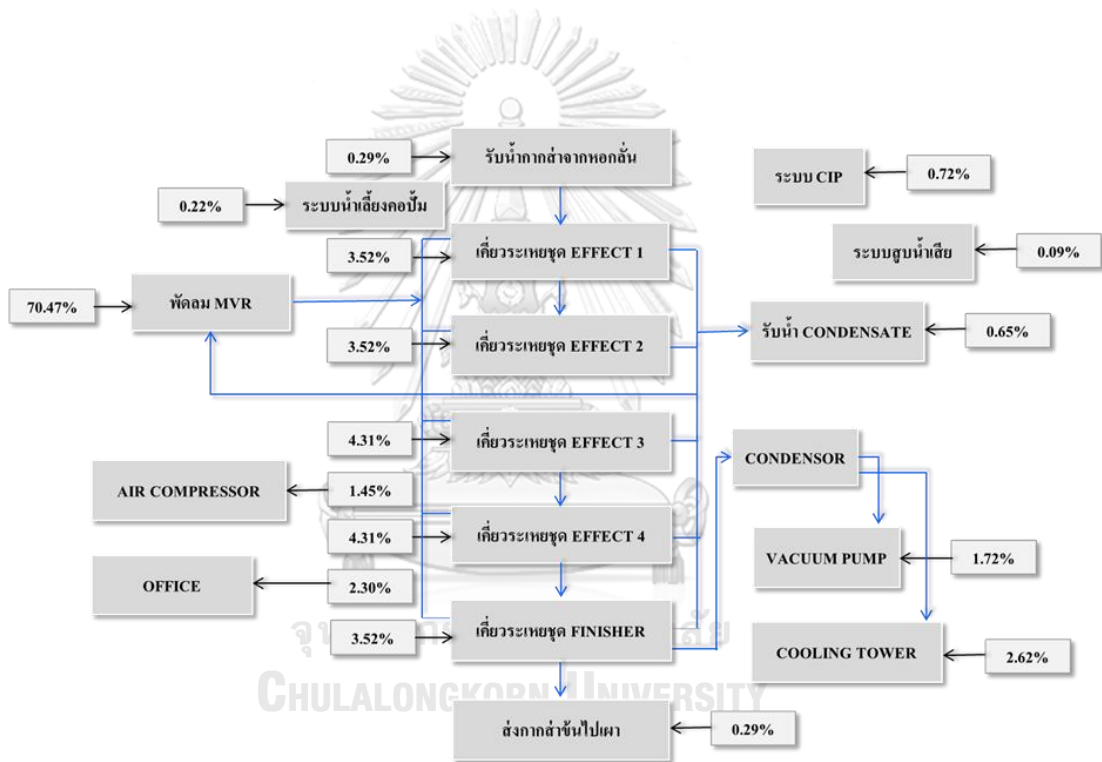 0.29%
รับน้ำกากส่าจากหอกลั่น
ระบบ CIP
0.72%
0.22%
ระบบน้ำเลี้ยงคอปั๊ม
3.52%
เคี่ยวระเหยชุด EFFECT 1
ระบบสูบน้ำเสีย
0.09%
70.47%
พัดลม MVR
3.52%
เคี่ยวระเหยชุด EFFECT 2
รับน้ำ CONDENSATE
0.65%
4.31%
เคี่ยวระเหยชุด EFFECT 3
CONDENSOR
AIR COMPRESSOR
1.45%
4.31%
เคี่ยวระเหยชุด EFFECT 4
VACUUM PUMP
1.72%
OFFICE
2.30%
3.52%
เคี่ยวระเหยชุด FINISHER
COOLING TOWER
2.62%
CHULALONGKORN UNIVERSITY
ส่งกากส่าข้นไปเผา
0.29%